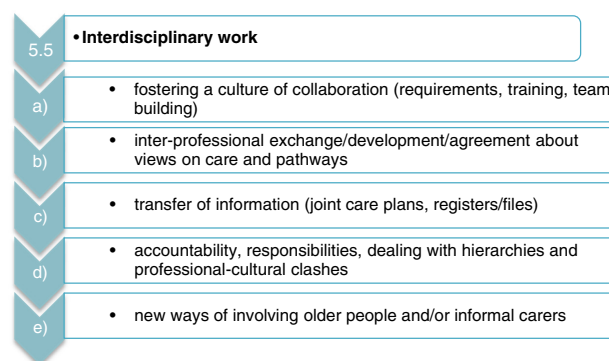 5.5 •Interdisciplinary work
a) • fostering a culture of collaboration (requirements, training, team
building)
b) • inter-professional exchange/development/agreement about
views on care and pathways
c) • transfer of information (joint care plans, registers/files)
d) • accountability, responsibilities, dealing with hierarchies and
professional-cultural clashes
e) • new ways of involving older people and/or informal carers